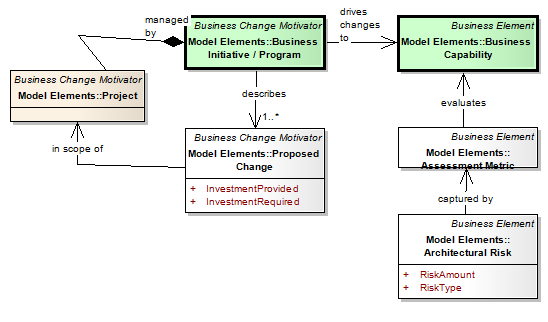 managed
by
Business Change Motivator
Model Elements::Business
Initiative / Program
drives
changes
to
Business Element
Model Elements::Business
Capability
Business Change Motivator
Model Elements::Project
describes
1..*
evaluates
in scope of
Business Change Motivator
Model Elements::Proposed
Change
+ InvestmentProvided
+ InvestmentRequired
Business Element
Model Elements::
Assessment Metric
captured by
Business Element
Model Elements::
Architectural Risk
+ RiskAmount
+ RiskType